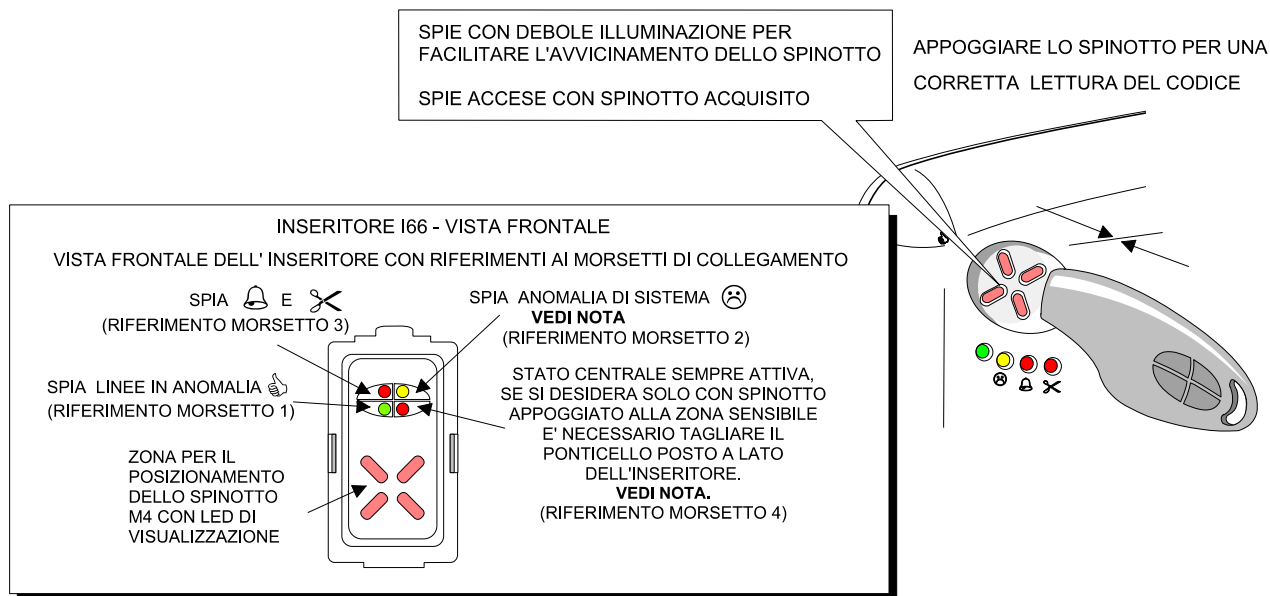 SPIE CON DEBOLE ILLUMINAZIONE PER
FACILITARE L'AVVICINAMENTO DELLO SPINOTTO
SPIE ACCESE CON SPINOTTO ACQUISITO
APPOGGIARE LO SPINOTTO PER UNA
CORRETTA LETTURA DEL CODICE
INSERITORE I66 - VISTA FRONTALE
VISTA FRONTALE DELL' INSERITORE CON RIFERIMENTI AI MORSETTI DI COLLEGAMENTO
SPIA E
(RIFERIMENTO MORSETTO 3)
SPIA ANOMALIA DI SISTEMA
VEDI NOTA
(RIFERIMENTO MORSETTO 2)
SPIA LINEE IN ANOMALIA
(RIFERIMENTO MORSETTO 1)
STATO CENTRALE SEMPRE ATTIVA,
SE SI DESIDERA SOLO CON SPINOTTO
APPOGGIATO ALLA ZONA SENSIBILE
E' NECESSARIO TAGLIARE IL
PONTICELLO POSTO A LATO
DELL'INSERITORE.
VEDI NOTA.
(RIFERIMENTO MORSETTO 4)
ZONA PER IL
POSIZIONAMENTO
DELLO SPINOTTO
M4 CON LED DI
VISUALIZZAZIONE